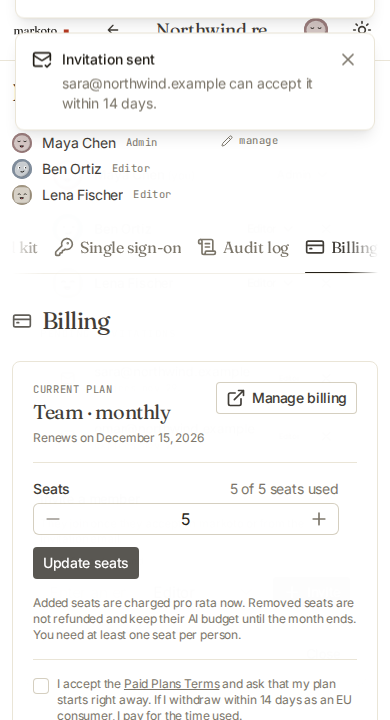 markoto
Northwind re
Invitation sent
sara@northwind.example can accept it
within 14 days.
Maya Chen Admin
manage
Ben Ortiz Editor
Lena Fischer Editor
kit Single sign-on Audit log Billing
Billing
CURRENT PLAN
Team · monthly
Manage billing
Renews on December 15, 2026
Seats 5 of 5 seats used
5
Update seats
Added seats are charged pro rata now. Removed seats are
not refunded and keep their AI budget until the month ends.
You need at least one seat per person.
I accept the Paid Plans Terms and ask that my plan
starts right away. If I withdraw within 14 days as an EU
consumer, I pay for the time used.